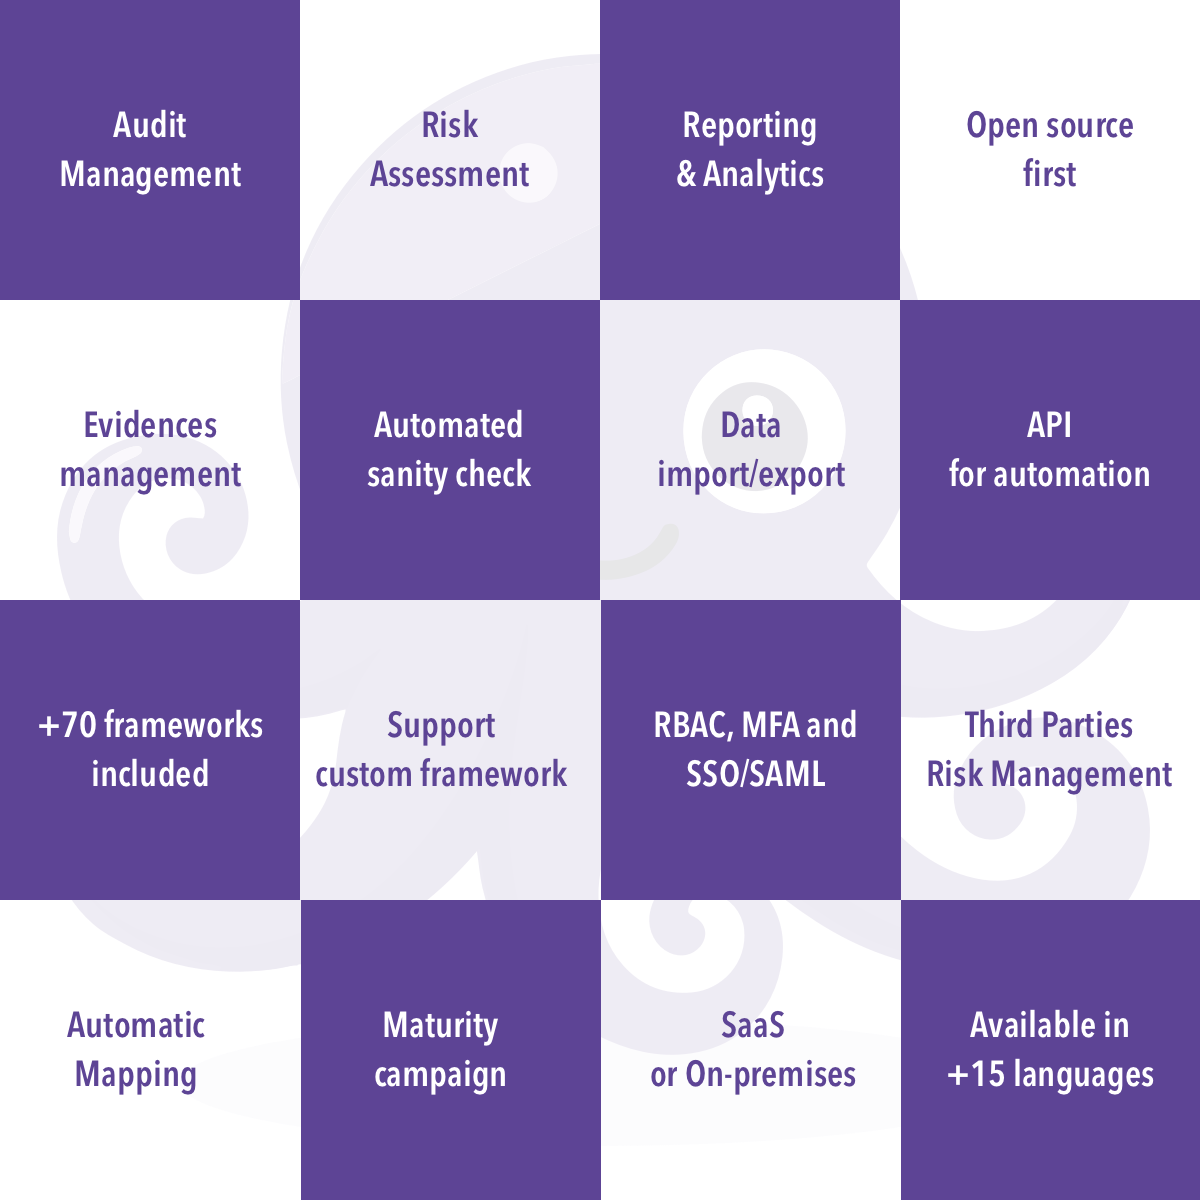 Audit
Management
Risk
Assessment
Reporting
& Analytics
Open source
first
Evidences
management
Automated
sanity check
Data
import/export
API
for automation
+70 frameworks
included
Support
custom framework
RBAC, MFA and
SSO/SAML
Third Parties
Risk Management
Automatic
Mapping
Maturity
campaign
SaaS
or On-premises
Available in
+15 languages